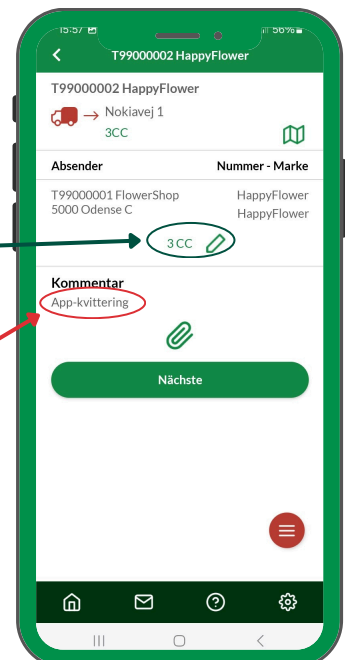 15:57
56%
T99000002 HappyFlower
T99000002 HappyFlower
Nokiavej 1
3CC
Absender Nummer - Marke
T99000001 FlowerShop HappyFlower
5000 Odense C HappyFlower
3 CC
Kommentar
App-kvittering
Nächste